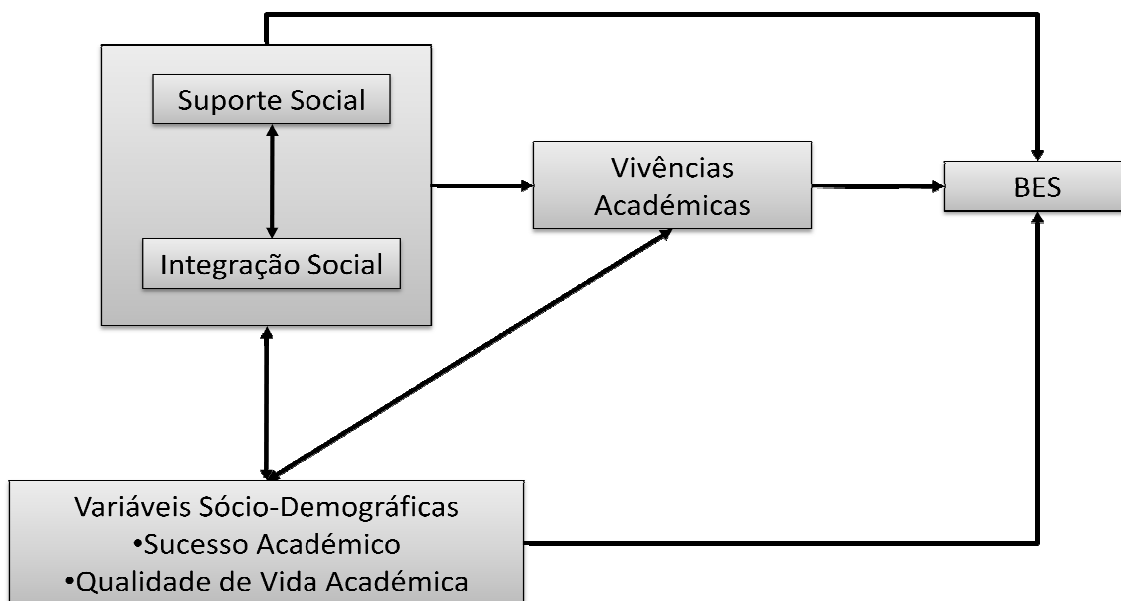 Suporte Social
Vivências
Académicas
BES
Integração Social
Variáveis Sócio-Demográficas
•Sucesso Académico
•Qualidade de Vida Académica